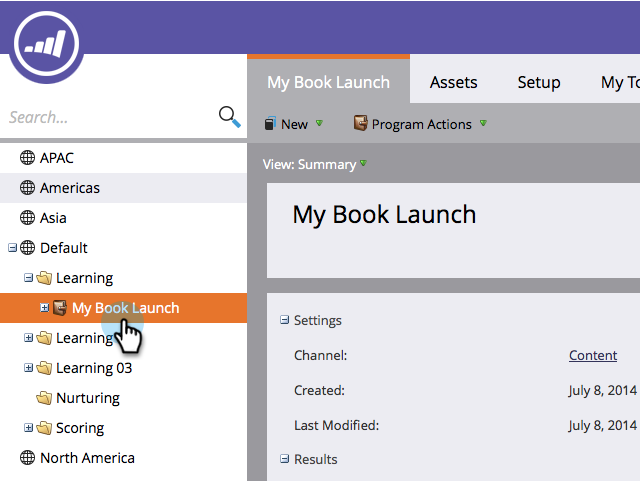 My Book Launch Assets Setup My To
Search...
New Program Actions
View: Summary
APAC
Americas
Asia
Default
Learning
My Book Launch
Learning
Learning 03
Nurturing
Scoring
North America
My Book Launch
Settings
Channel: Content
Created: July 8, 2014
Last Modified: July 8, 2014
Results